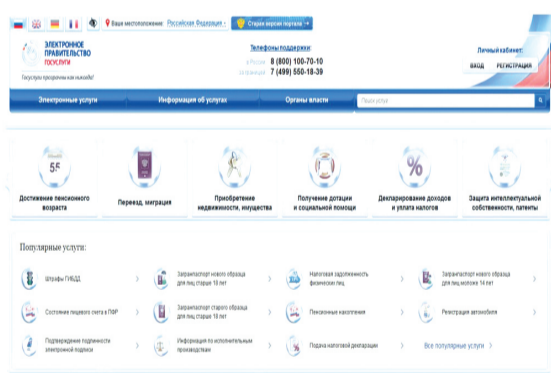 Ваше местоположение: Российская Федерация
Старая версия портала →
ЭЛЕКТРОННОЕ
ПРАВИТЕЛЬСТВО
ГОСУСЛУГИ
Госуслуги прозрачны как никогда!
Телефоны поддержки:
в России 8 (800) 100-70-10
за границей 7 (499) 550-18-39
Личный кабинет:
ВХОД РЕГИСТРАЦИЯ
Электронные услуги
Информация об услугах
Органы власти
Поиск услуг
55
Достижение пенсионного
возраста
Переезд, миграция
Приобретение
недвижимости, имущества
Получение дотации
и социальной помощи
%
Декларирование доходов
и уплата налогов
Защита интеллектуальной
собственности, патенты
Популярные услуги:
Штрафы ГИБДД
Загранпаспорт нового образца
для лиц старше 18 лет
Налоговая задолженность
физических лиц
Загранпаспорт нового образца
для лиц моложе 14 лет
Состояние лицевого счета в ПФР
Загранпаспорт старого образца
для лиц старше 18 лет
Пенсионные накопления
Регистрация автомобиля
Подтверждение подлинности
электронной подписи
Информация по исполнительным
производствам
Подача налоговой декларации
Все популярные услуги